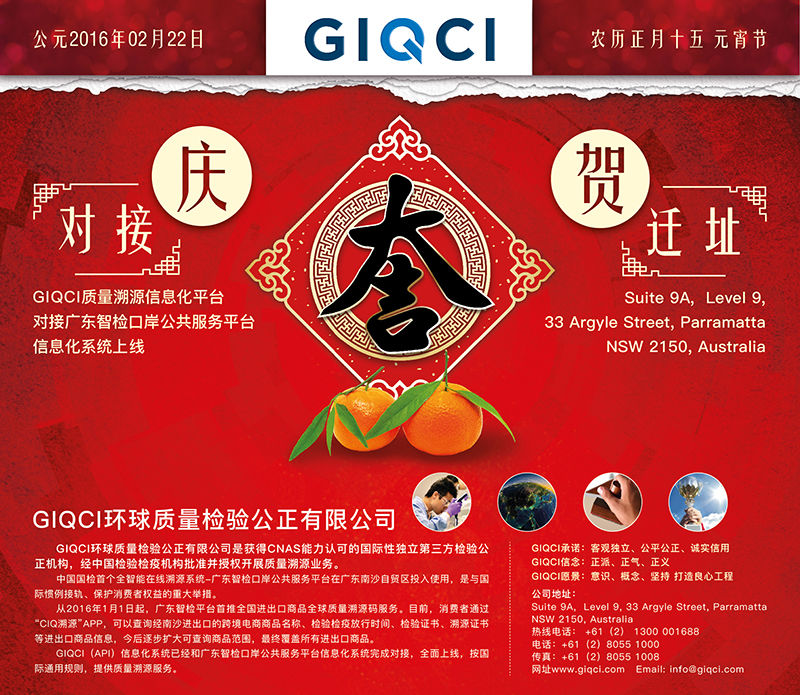 公元2016年02月22日
GIQCI
农历正月十五 元宵节
庆
对接
GIQCI质量溯源信息化平台
对接广东智检口岸公共服务平台
信息化系统上线
贺
迁址
Suite 9A, Level 9,
33 Argyle Street, Parramatta
NSW 2150, Australia
GIQCI环球质量检验公正有限公司
GIQCI环球质量检验公正有限公司是获得CNAS能力认可的国际性独立第三方检验公
正机构，经中国检验检疫机构批准并授权开展质量溯源业务。
中国国检首个全智能在线溯源系统-广东智检口岸公共服务平台在广东南沙自贸区投入使用，是与国
际惯例接轨、保护消费者权益的重大举措。
从2016年1月1日起，广东智检平台首推全国进出口商品全球质量溯源码服务。目前，消费者通过
“CIQ溯源”APP，可以查询经南沙进出口的跨境电商商品名称、检验检疫放行时间、检验证书、溯源证书
等进出口商品信息，今后逐步扩大可查询商品范围，最终覆盖所有进出口商品。
GIQCI（API）信息化系统已经和广东智检口岸公共服务平台信息化系统完成对接，全面上线，按国
际通用规则，提供质量溯源服务。
GIQCI承诺：客观独立、公平公正、诚实信用
GIQCI信念：正派、正气、正义
GIQCI愿景：意识、概念、坚持 打造良心工程
公司地址：
Suite 9A, Level 9, 33 Argyle Street, Parramatta
NSW 2150, Australia
热线电话： +61（2） 1300 001688
电话：+61（2）8055 1000
传真：+61（2）8055 1008
网址www.giqci.com Email: info@giqci.com